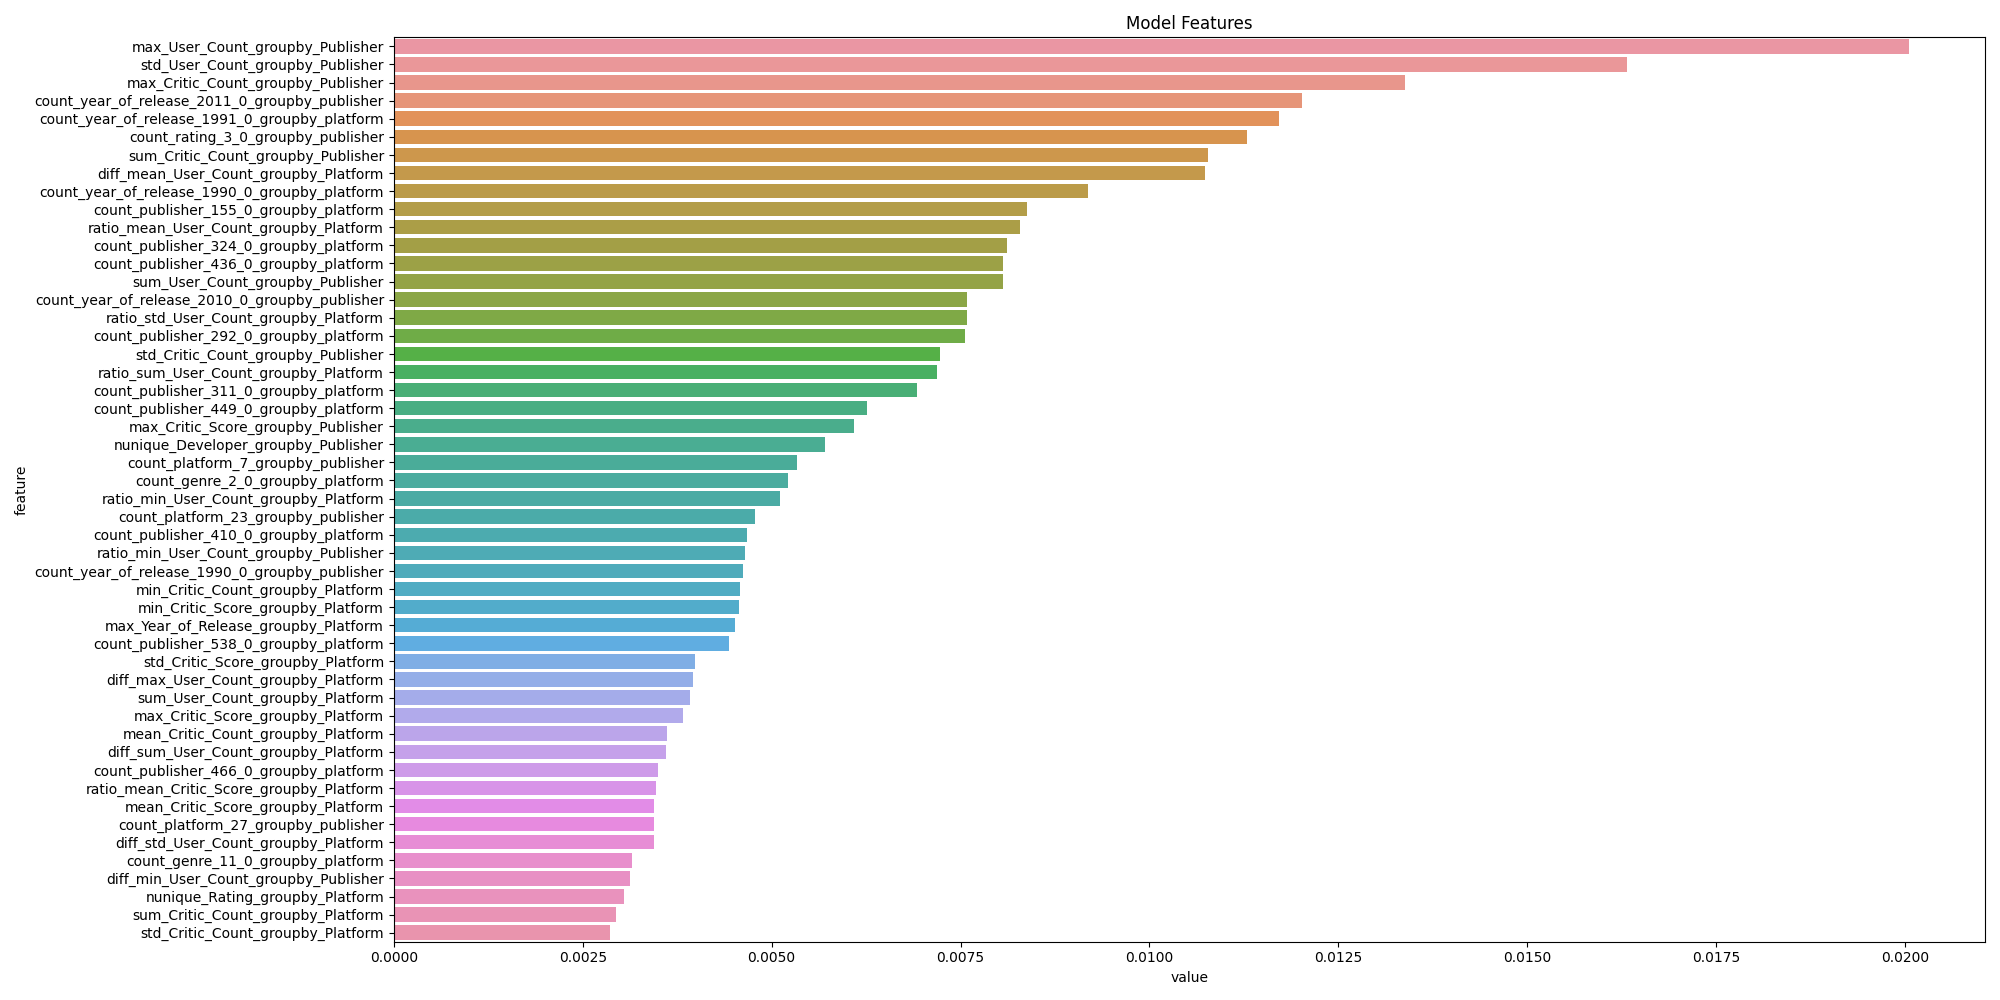 Model Features
max_User_Count_groupby_Publisher
std_User_Count_groupby_Publisher
max_Critic_Count_groupby_Publisher
count_year_of_release_2011_0_groupby_publisher
count_year_of_release_1991_0_groupby_platform
count_rating_3_0_groupby_publisher
sum_Critic_Count_groupby_Publisher
diff_mean_User_Count_groupby_Platform
count_year_of_release_1990_0_groupby_platform
count_publisher_155_0_groupby_platform
ratio_mean_User_Count_groupby_Platform
count_publisher_324_0_groupby_platform
count_publisher_436_0_groupby_platform
sum_User_Count_groupby_Publisher
count_year_of_release_2010_0_groupby_publisher
ratio_std_User_Count_groupby_Platform
count_publisher_292_0_groupby_platform
std_Critic_Count_groupby_Publisher
ratio_sum_User_Count_groupby_Platform
count_publisher_311_0_groupby_platform
count_publisher_449_0_groupby_platform
max_Critic_Score_groupby_Publisher
nunique_Developer_groupby_Publisher
count_platform_7_groupby_publisher
count_genre_2_0_groupby_platform
ratio_min_User_Count_groupby_Platform
count_platform_23_groupby_publisher
count_publisher_410_0_groupby_platform
ratio_min_User_Count_groupby_Publisher
count_year_of_release_1990_0_groupby_publisher
min_Critic_Count_groupby_Platform
min_Critic_Score_groupby_Platform
max_Year_of_Release_groupby_Platform
count_publisher_538_0_groupby_platform
std_Critic_Score_groupby_Platform
diff_max_User_Count_groupby_Platform
sum_User_Count_groupby_Platform
max_Critic_Score_groupby_Platform
mean_Critic_Count_groupby_Platform
diff_sum_User_Count_groupby_Platform
count_publisher_466_0_groupby_platform
ratio_mean_Critic_Score_groupby_Platform
mean_Critic_Score_groupby_Platform
count_platform_27_groupby_publisher
diff_std_User_Count_groupby_Platform
count_genre_11_0_groupby_platform
diff_min_User_Count_groupby_Publisher
nunique_Rating_groupby_Platform
sum_Critic_Count_groupby_Platform
std_Critic_Count_groupby_Platform
feature
0.0000 0.0025 0.0050 0.0075 0.0100 0.0125 0.0150 0.0175 0.0200
value